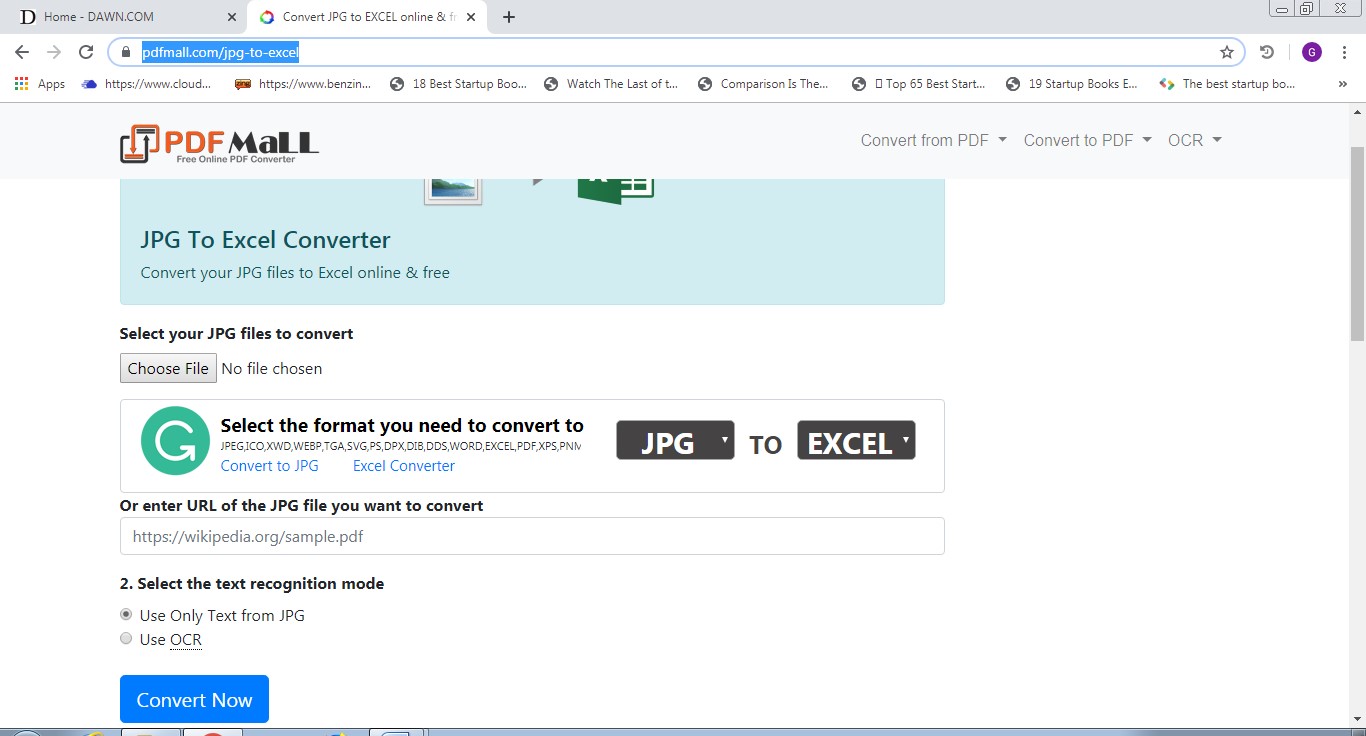 D Home - DAWN.COM
Convert JPG to EXCEL online & fr
pdfmall.com/jpg-to-excel
G
Apps
https://www.cloud...
https://www.benzin...
18 Best Startup Boo...
Watch The Last of t...
Comparison Is The...
Top 65 Best Start...
19 Startup Books E...
The best startup bo...
PDF MaLL
Free Online PDF Converter
Convert from PDF
Convert to PDF
OCR
JPG To Excel Converter
Convert your JPG files to Excel online & free
Select your JPG files to convert
Choose File No file chosen
Select the format you need to convert to
JPEG,ICO,XWD,WEBP,TGA,SVG,PS,DPX,DIB,DDS,WORD,EXCEL,PDF,XPS,PNM
Convert to JPG Excel Converter
JPG TO EXCEL
Or enter URL of the JPG file you want to convert
https://wikipedia.org/sample.pdf
2. Select the text recognition mode
Use Only Text from JPG
Use OCR
Convert Now